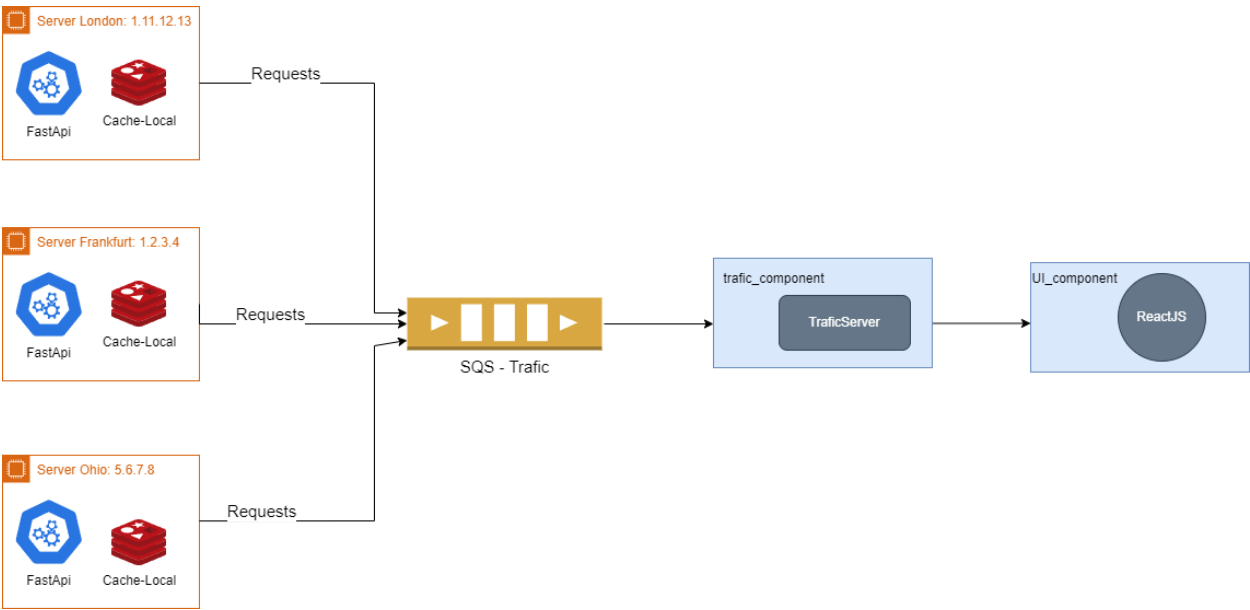 Server London: 1.11.12.13
FastApi
Cache-Local
Requests
Server Frankfurt: 1.2.3.4
FastApi
Cache-Local
Requests
SQS - Trafic
trafic_component
TraficServer
UI_component
ReactJS
Server Ohio: 5.6.7.8
FastApi
Cache-Local
Requests